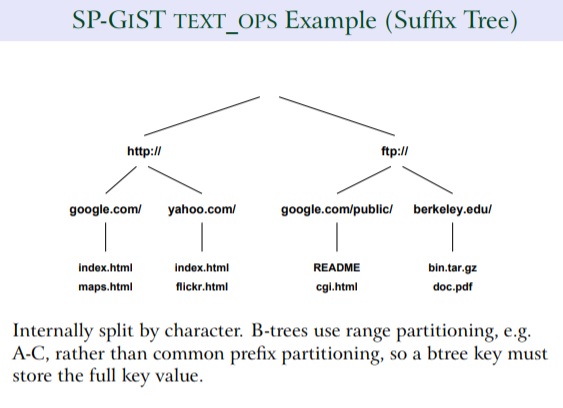 SP-GIST TEXT_OPS Example (Suffix Tree)
http:// ftp://
google.com/ yahoo.com/ google.com/public/ berkeley.edu/
index.html index.html README bin.tar.gz
maps.html flickr.html cgi.html doc.pdf
Internally split by character. B-trees use range partitioning, e.g.
A-C, rather than common prefix partitioning, so a btree key must
store the full key value.